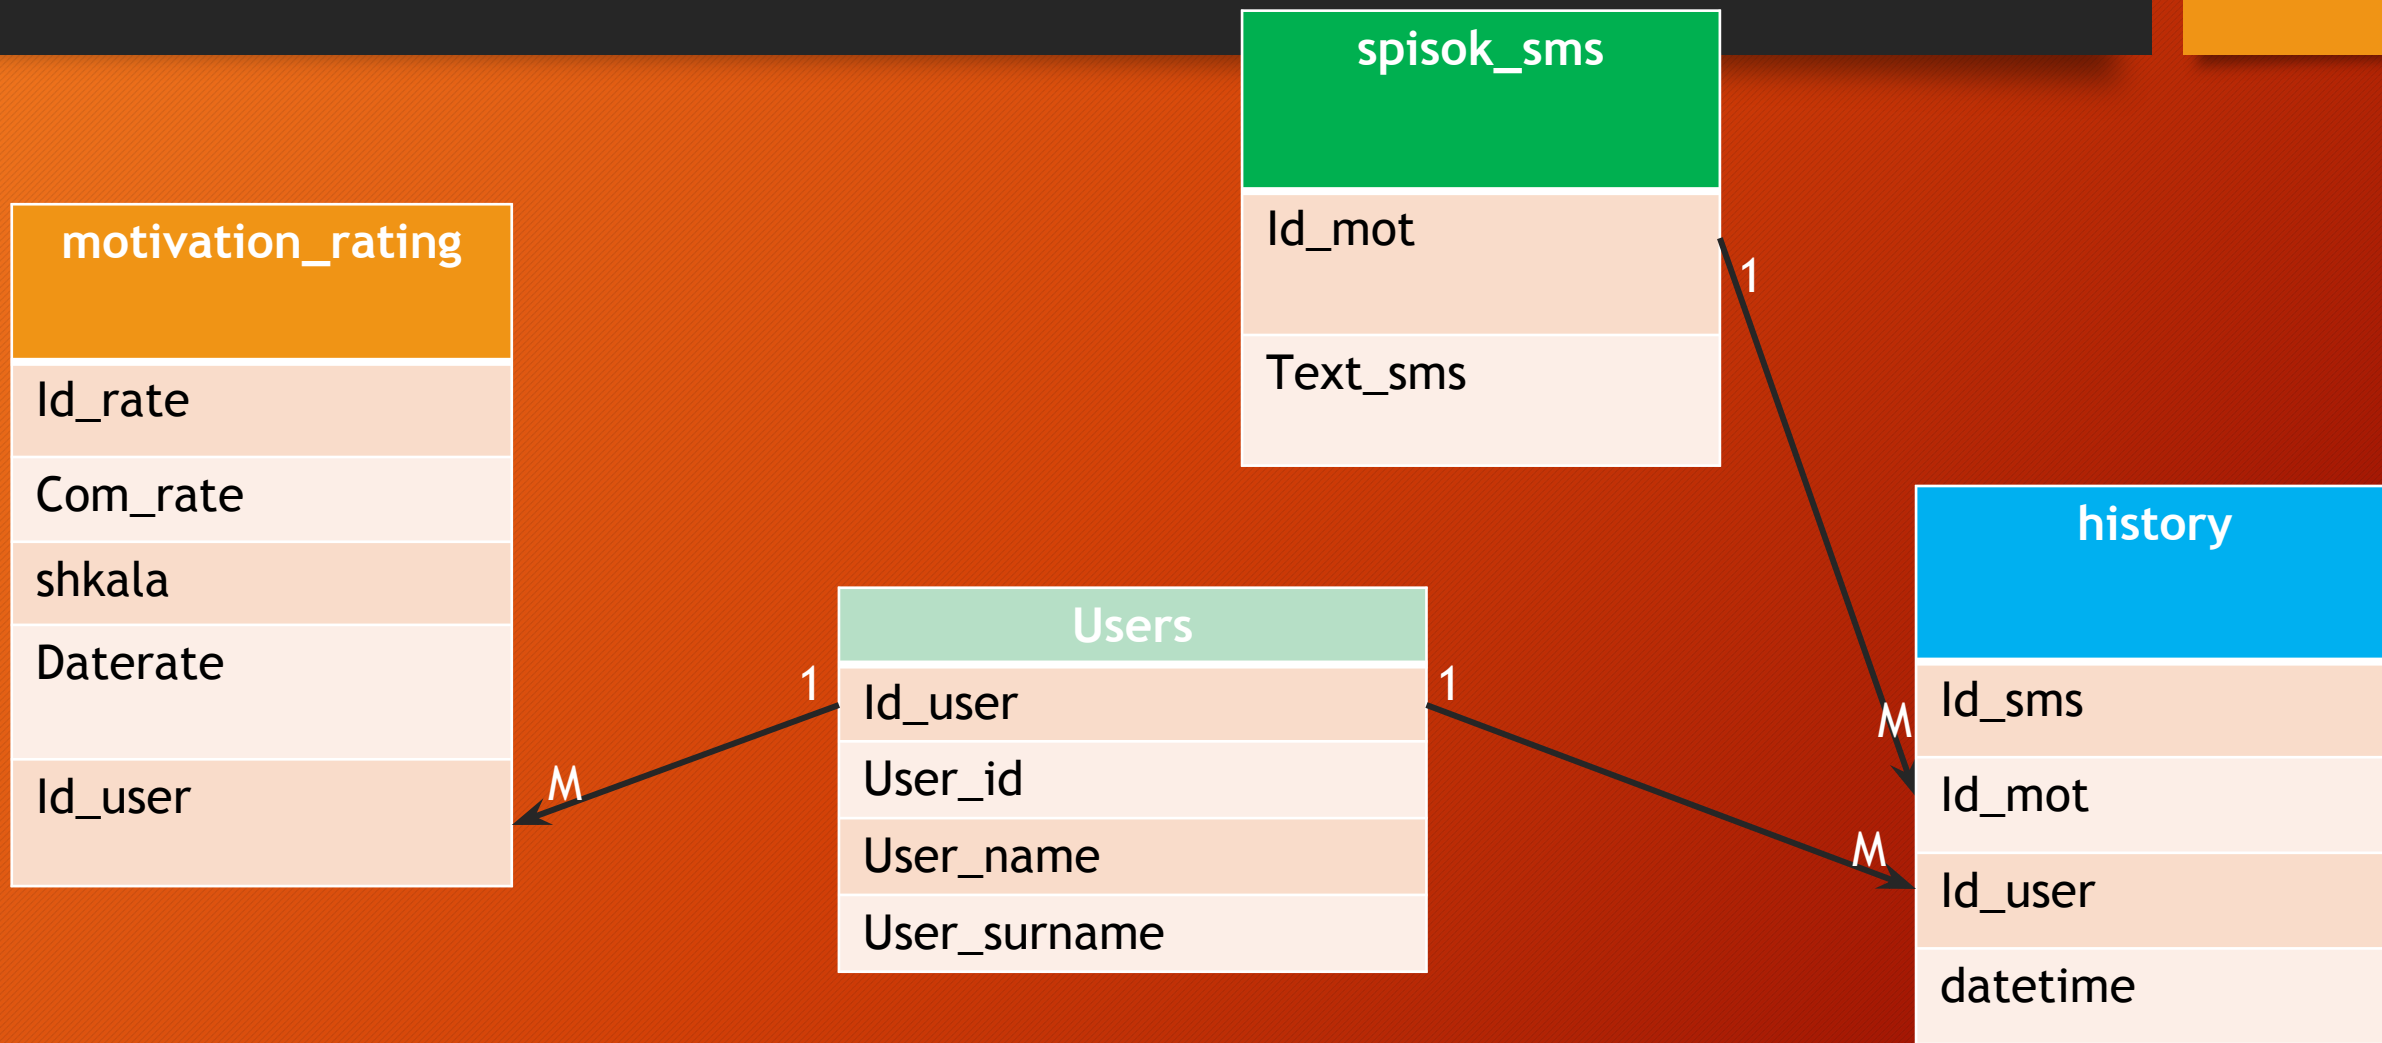 spisok_sms
Id_mot
Text_sms
motivation_rating
Id_rate
Com_rate
shkala
Daterate
Id_user
Users
Id_user
User_id
User_name
User_surname
history
Id_sms
Id_mot
Id_user
datetime
1
M
1
M
1
M